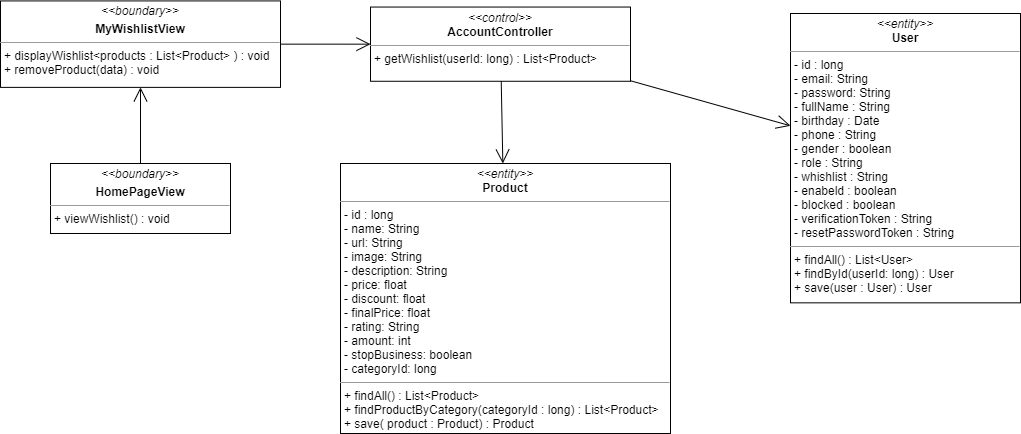 <<boundary>>
MyWishlistView
+ displayWishlist<products : List<Product> ) : void
+ removeProduct(data) : void
<<control>>
AccountController
+ getWishlist(userId: long) : List<Product>
<<entity>>
User
- id : long
- email: String
- password: String
- fullName : String
- birthday : Date
- phone : String
- gender : boolean
- role : String
- whishlist : String
- enabeld : boolean
- blocked : boolean
- verificationToken : String
- resetPasswordToken : String
+ findAll() : List<User>
+ findById(userId: long) : User
+ save(user : User) : User
<<boundary>>
HomePageView
+ viewWishlist() : void
<<entity>>
Product
- id : long
- name: String
- url: String
- image: String
- description: String
- price: float
- discount: float
- finalPrice: float
- rating: String
- amount: int
- stopBusiness: boolean
- categoryId: long
+ findAll() : List<Product>
+ findProductByCategory(categoryId : long) : List<Product>
+ save( product : Product) : Product